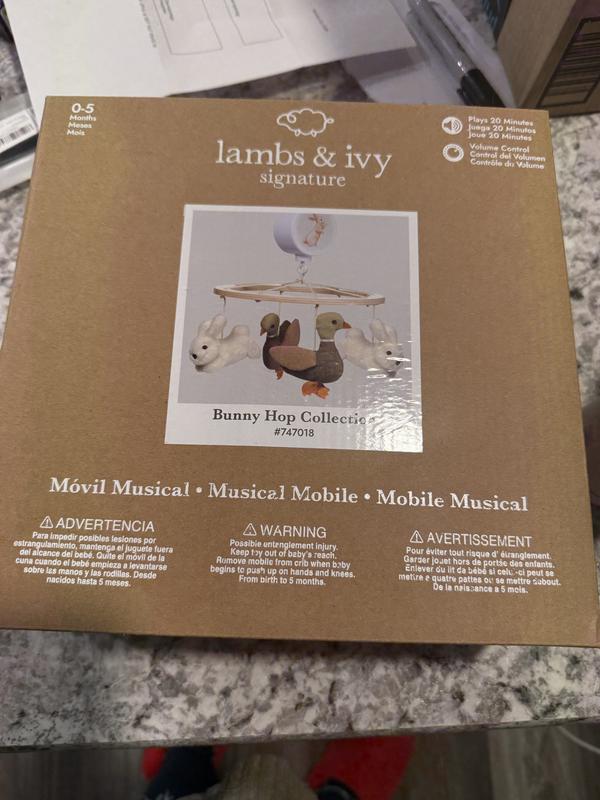 0-5
Months
Meses
Mois
Plays 20 Minutes
Juega 20 Minutos
Joue 20 Minutes
Volume Control
Control del Volumen
Contrôle du Volume
lambs & ivy
signature
Bunny Hop Collection
#747018
Móvil Musical • Musical Mobile • Mobile Musical
ADVERTENCIA
Para impedir posibles lesiones por
estrangulamiento, mantenga el juguete fuera
del alcance del bebé. Quite el móvil de la
cuna cuando el bebé empieza a levantarse
sobre las manos y las rodillas. Desde
nacidos hasta 5 meses.
WARNING
Possible entanglement injury.
Keep toy out of baby's reach.
Remove mobile from crib when baby
begins to push up on hands and knees.
From birth to 5 months.
AVERTISSEMENT
Pour éviter tout risque d' étranglement.
Garder jouet hors de portée des enfants.
Enlever du lit de bébé si celui-ci peut se
mettre a quatre pattes ou se mettre debout.
De la naissance a 5 mois.